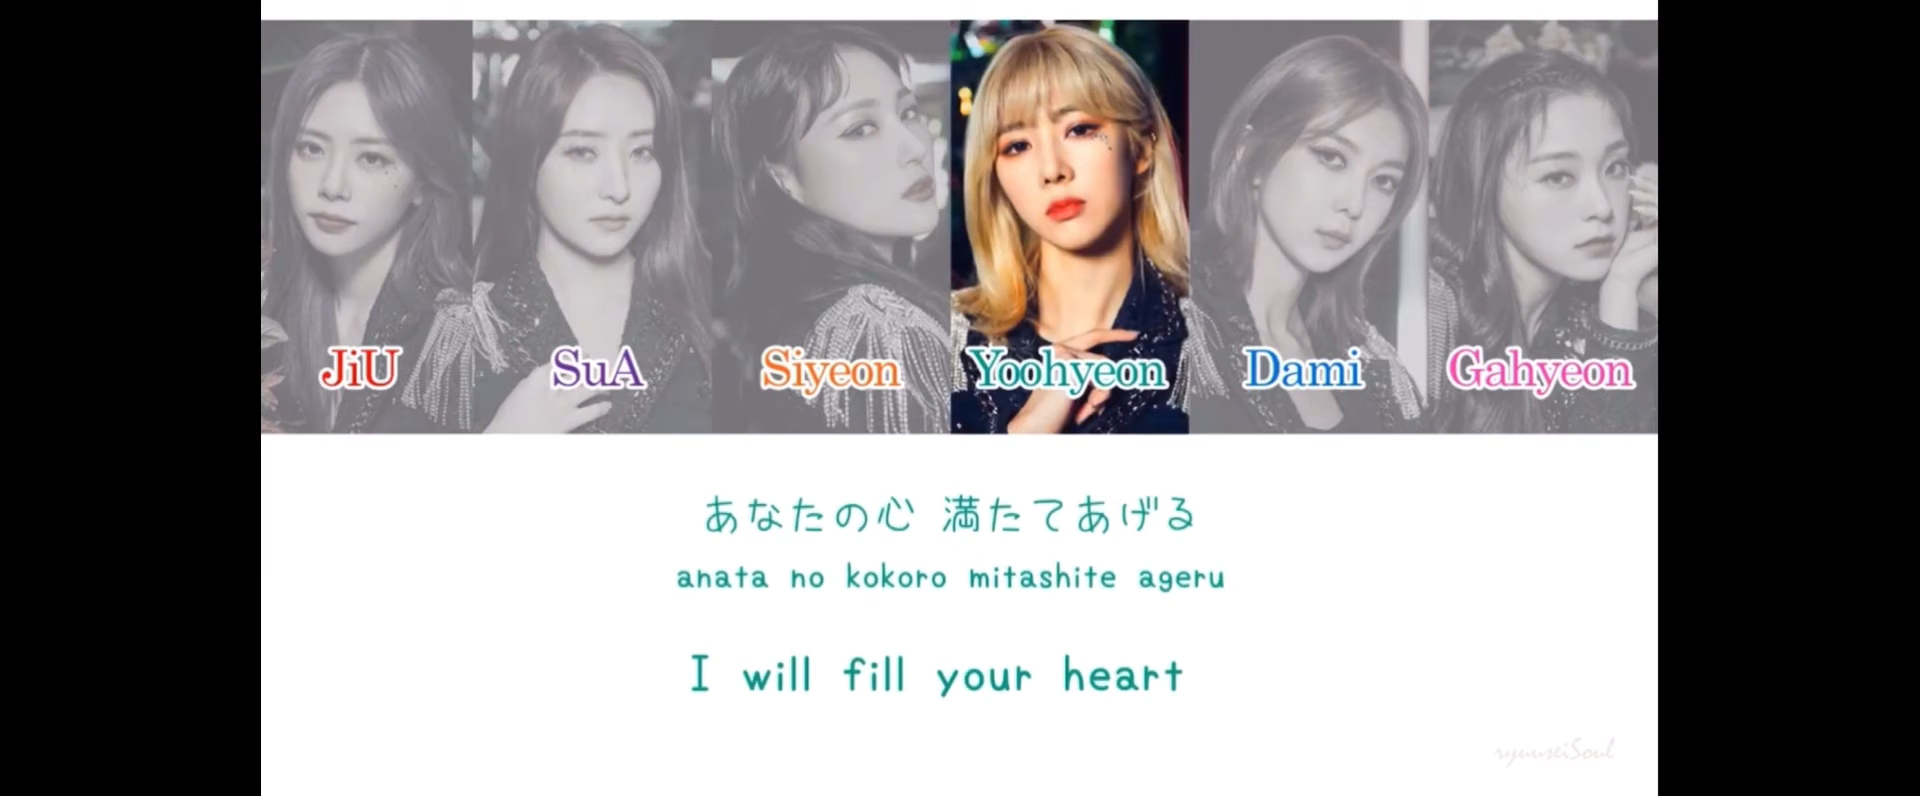 JiU SuA Siyeon Yoohyeon Dami Gahyeon
あなたの心 満たてあげる
anata no kokoro mitashite ageru
I will fill your heart
ryuuseiSoul